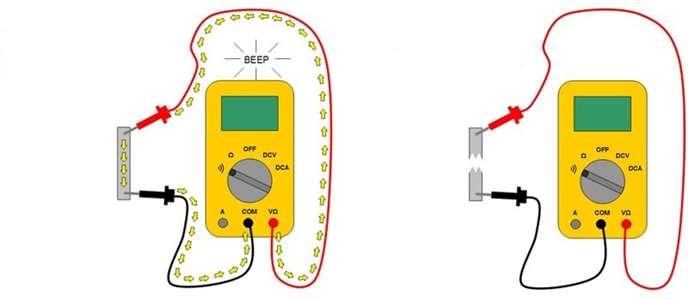 BEEP
OFF
Ω DCV
DCA
A COM VΩ
OFF
Ω DCV
DCA
A COM VΩ